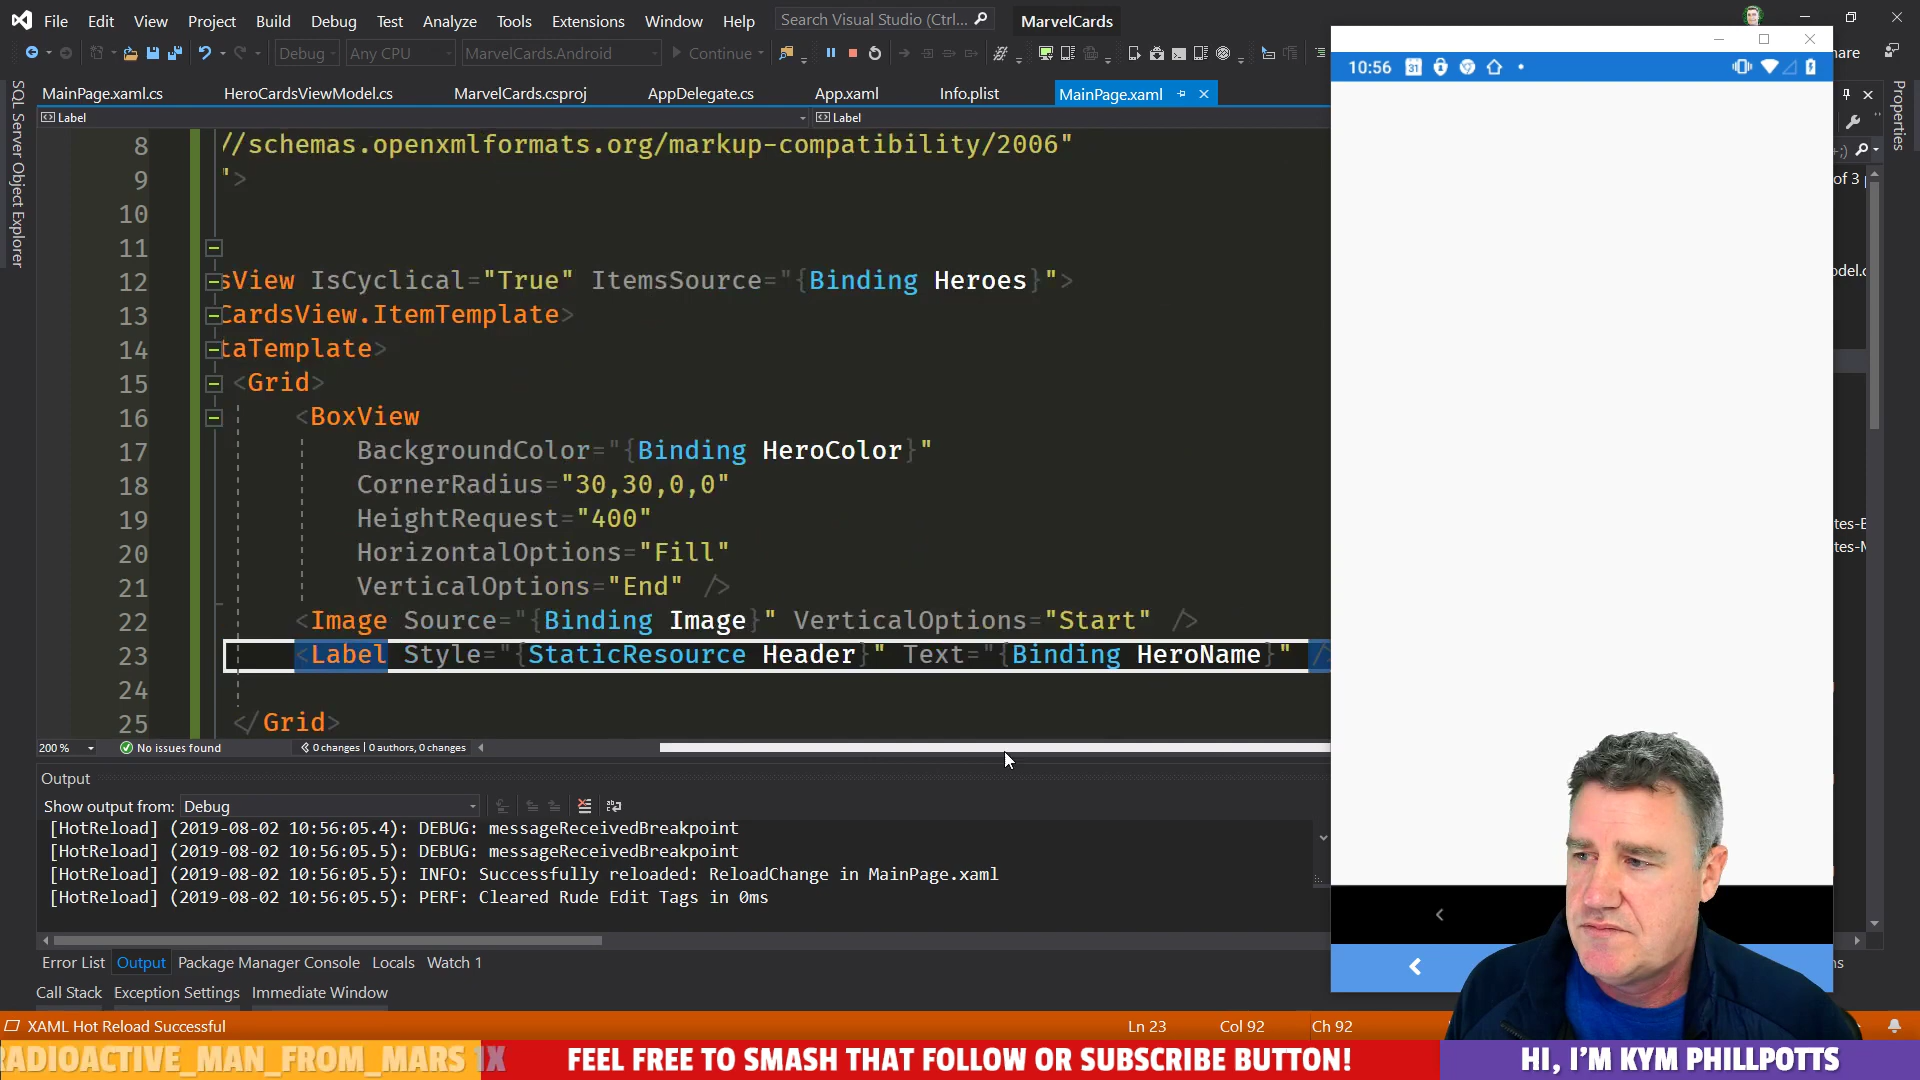 File Edit View Project Build Debug Test Analyze Tools Extensions Window Help Search Visual Studio (Ctrl... MarvelCards
Debug Any CPU MarvelCards.Android Continue
MainPage.xaml.cs HeroCardsViewModel.cs MarvelCards.csproj AppDelegate.cs App.xaml Info.plist MainPage.xaml
Label Label
SQL Server Object Explorer
8 //schemas.openxmlformats.org/markup-compatibility/2006"
9 ">
10
11
12 sView IsCyclical="True" ItemsSource="{Binding Heroes}">
13 CardsView.ItemTemplate>
14 taTemplate>
15 <Grid>
16 <BoxView
17 BackgroundColor="{Binding HeroColor}"
18 CornerRadius="30,30,0,0"
19 HeightRequest="400"
20 HorizontalOptions="Fill"
21 VerticalOptions="End" />
22 <Image Source="{Binding Image}" VerticalOptions="Start" />
23 <Label Style="{StaticResource Header}" Text="{Binding HeroName}" />
24
25 </Grid>
200 % No issues found 0 changes | 0 authors, 0 changes
Output
Show output from: Debug
[HotReload] (2019-08-02 10:56:05.4): DEBUG: messageReceivedBreakpoint
[HotReload] (2019-08-02 10:56:05.5): DEBUG: messageReceivedBreakpoint
[HotReload] (2019-08-02 10:56:05.5): INFO: Successfully reloaded: ReloadChange in MainPage.xaml
[HotReload] (2019-08-02 10:56:05.5): PERF: Cleared Rude Edit Tags in 0ms
Error List Output Package Manager Console Locals Watch 1
Call Stack Exception Settings Immediate Window
XAML Hot Reload Successful Ln 23 Col 92 Ch 92
10:56 31
are
Properties
of 3
odel.c
tes-E
tes-M
RADIOACTIVE_MAN_FROM_MARS 1X
FEEL FREE TO SMASH THAT FOLLOW OR SUBSCRIBE BUTTON!
HI, I'M KYM PHILLPOTTS